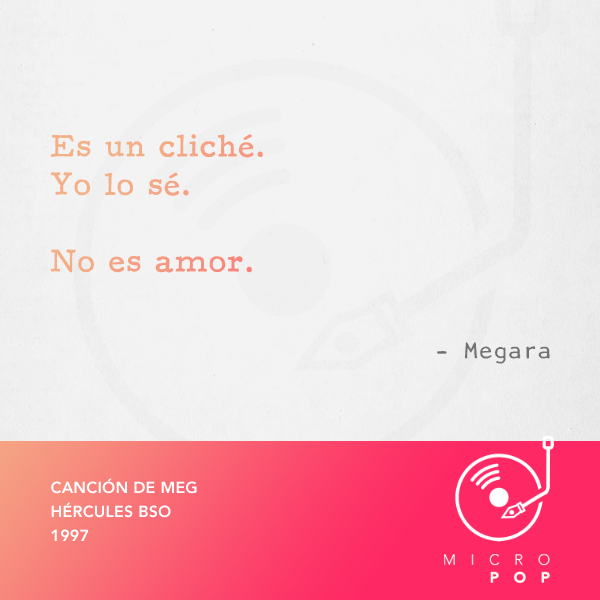 Es un cliché.
Yo lo sé.
No es amor.
- Megara
CANCIÓN DE MEG
HÉRCULES BSO
1997
MICRO
POP